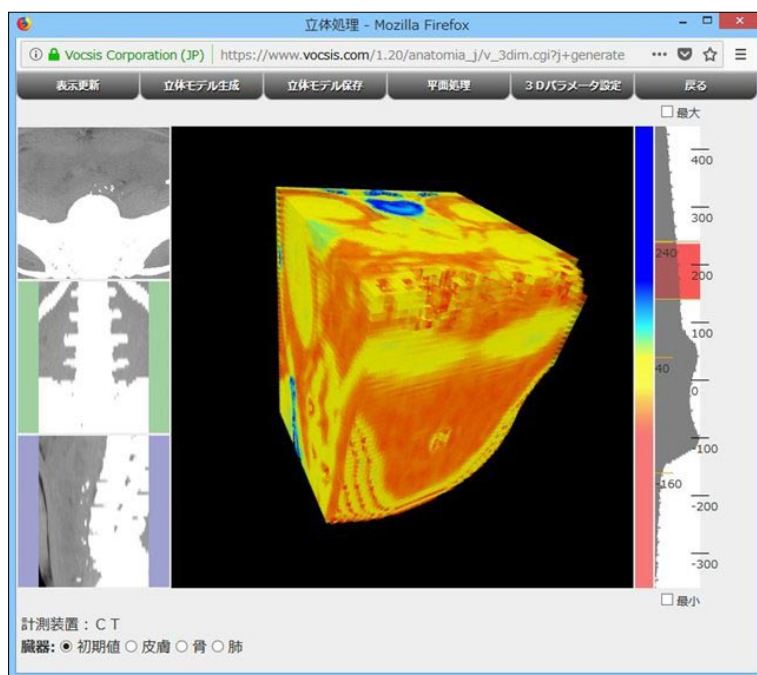 立体処理 - Mozilla Firefox
Vocsis Corporation (JP) https://www.vocsis.com/1.20/anatomia_j/v_3dim.cgi?j+generate
表示更新 立体モデル生成 立体モデル保存 平面処理 3Dパラメータ設定 戻る
最大
400
300
240
200
100
40
0
-100
-160
-200
-300
最小
計測装置：CT
臓器: 初期値 皮膚 骨 肺